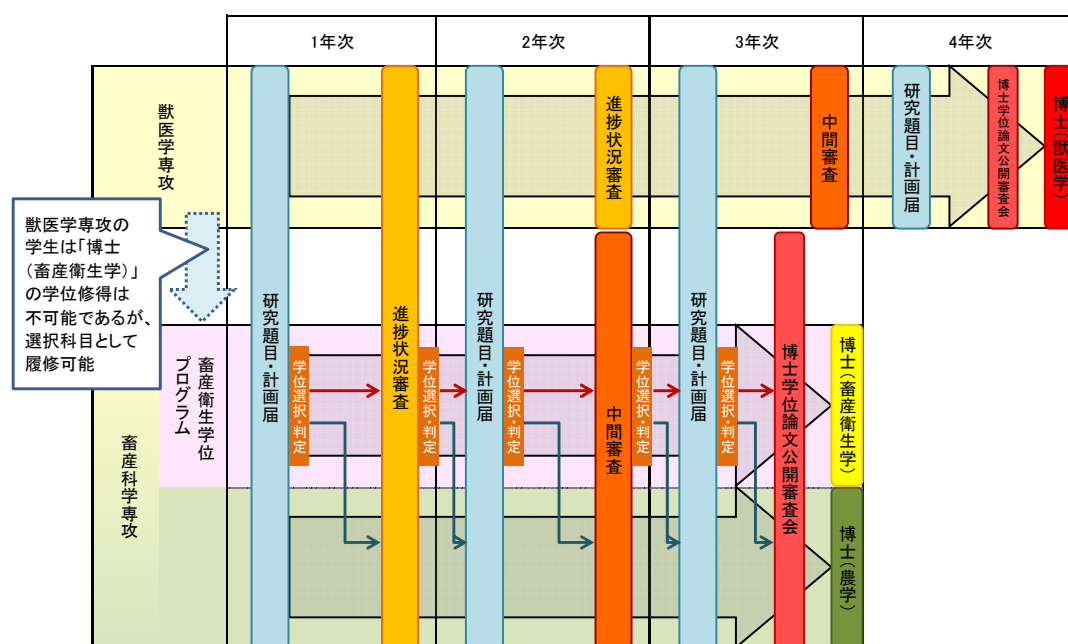 1年次
2年次
3年次
4年次
獣医学専攻
研究題目・計画届
進捗状況審査
研究題目・計画届
進捗状況審査
研究題目・計画届
中間審査
研究題目・計画届
博士学位論文公開審査会
博士(獣医学)
獣医学専攻の
学生は「博士
(畜産衛生学)」
の学位修得は
不可能であるが、
選択科目として
履修可能
畜産科学専攻
畜産衛生学位
プログラム
学位選択・判定
学位選択・判定
学位選択・判定
中間審査
学位選択・判定
学位選択・判定
博士学位論文公開審査会
博士(畜産衛生学)
博士(農学)